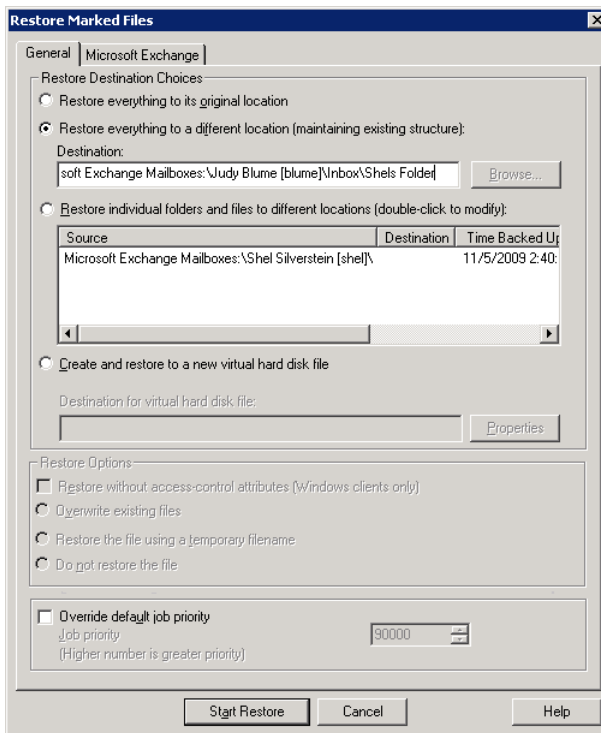 Restore Marked Files
General
Microsoft Exchange
Restore Destination Choices
Restore everything to its original location
Restore everything to a different location (maintaining existing structure):
Destination:
soft Exchange Mailboxes:\Judy Blume [blume]\Inbox\Shels Folder
Browse...
Restore individual folders and files to different locations (double-click to modify):
Source Destination Time Backed Up
Microsoft Exchange Mailboxes:\Shel Silverstein [shel]\ 11/5/2009 2:40:
Create and restore to a new virtual hard disk file
Destination for virtual hard disk file:
Properties
Restore Options
Restore without access-control attributes (Windows clients only)
Overwrite existing files
Restore the file using a temporary filename
Do not restore the file
Override default job priority
Job priority
90000
(Higher number is greater priority)
Start Restore
Cancel
Help